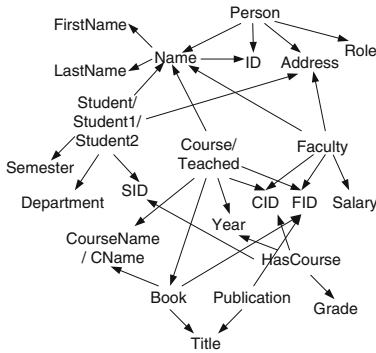 Person
FirstName
Role
Name
ID
Address
LastName
Student/
Student1/
Student2
Course/
Teached
Faculty
Semester
Department
SID
CID
FID
Salary
Year
CourseName
/ CName
HasCourse
Book
Publication
Grade
Title